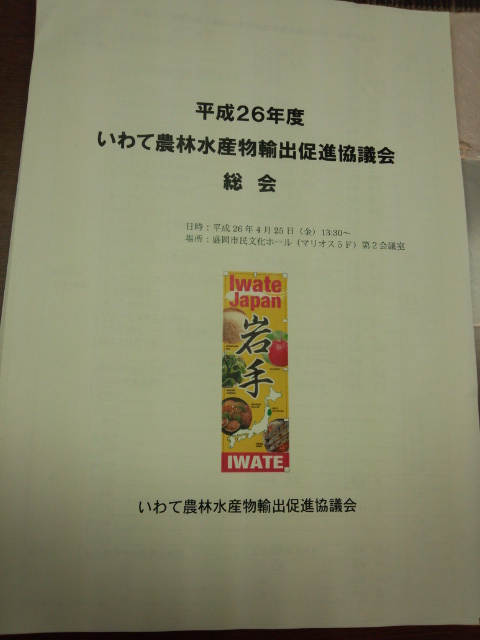 平成26年度
いわて農林水産物輸出促進協議会
総会
日時：平成26年4月25日（金）13:30～
場所：盛岡市民文化ホール（マリオス5F）第2会議室
Iwate
Japan
岩手
IWATE
いわて農林水産物輸出促進協議会